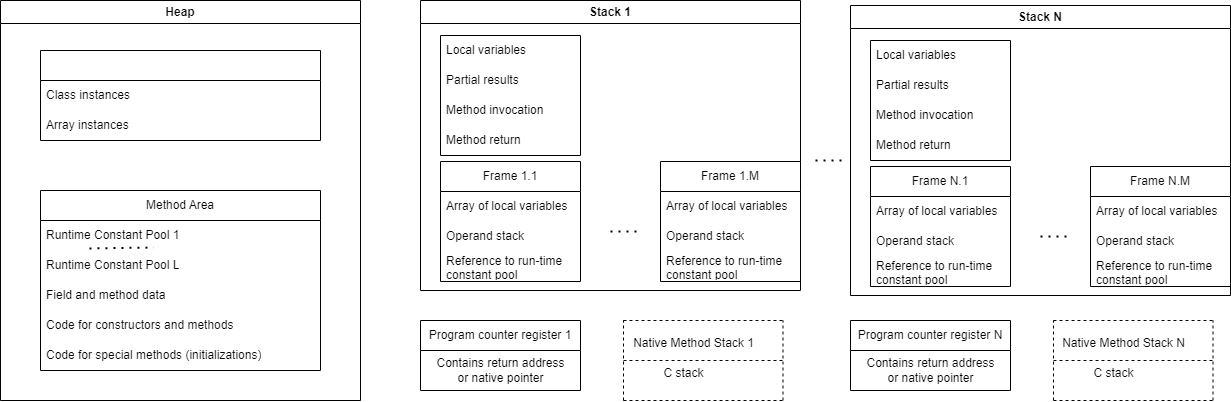 Heap
Class instances
Array instances
Method Area
Runtime Constant Pool 1
. . . . . . . .
Runtime Constant Pool L
Field and method data
Code for constructors and methods
Code for special methods (initializations)
Stack 1
Local variables
Partial results
Method invocation
Method return
Frame 1.1
Array of local variables
Operand stack
Reference to run-time
constant pool
. . . .
Frame 1.M
Array of local variables
Operand stack
Reference to run-time
constant pool
Program counter register 1
Contains return address
or native pointer
Native Method Stack 1
C stack
. . . .
Stack N
Local variables
Partial results
Method invocation
Method return
Frame N.1
Array of local variables
Operand stack
Reference to run-time
constant pool
. . . .
Frame N.M
Array of local variables
Operand stack
Reference to run-time
constant pool
Program counter register N
Contains return address
or native pointer
Native Method Stack N
C stack